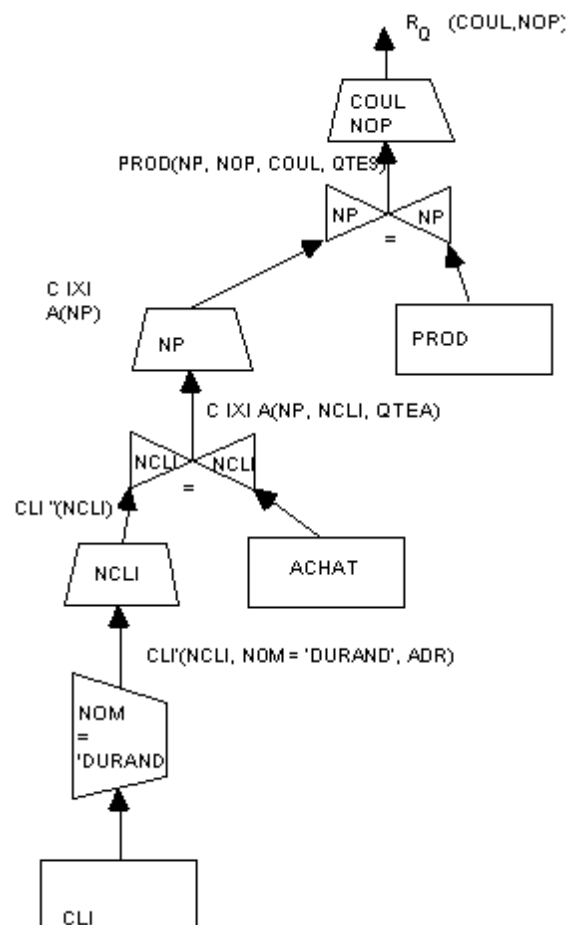 R_Q (COUL,NOP)
COUL
NOP
PROD(NP, NOP, COUL, QTES)
NP NP
=
C IXI
A(NP)
NP
PROD
C IXI A(NP, NCLI, QTEA)
NCLI NCLI
=
CLI "(NCLI)
NCLI
ACHAT
CLI'(NCLI, NOM = 'DURAND', ADR)
NOM
=
'DURAND
CLI